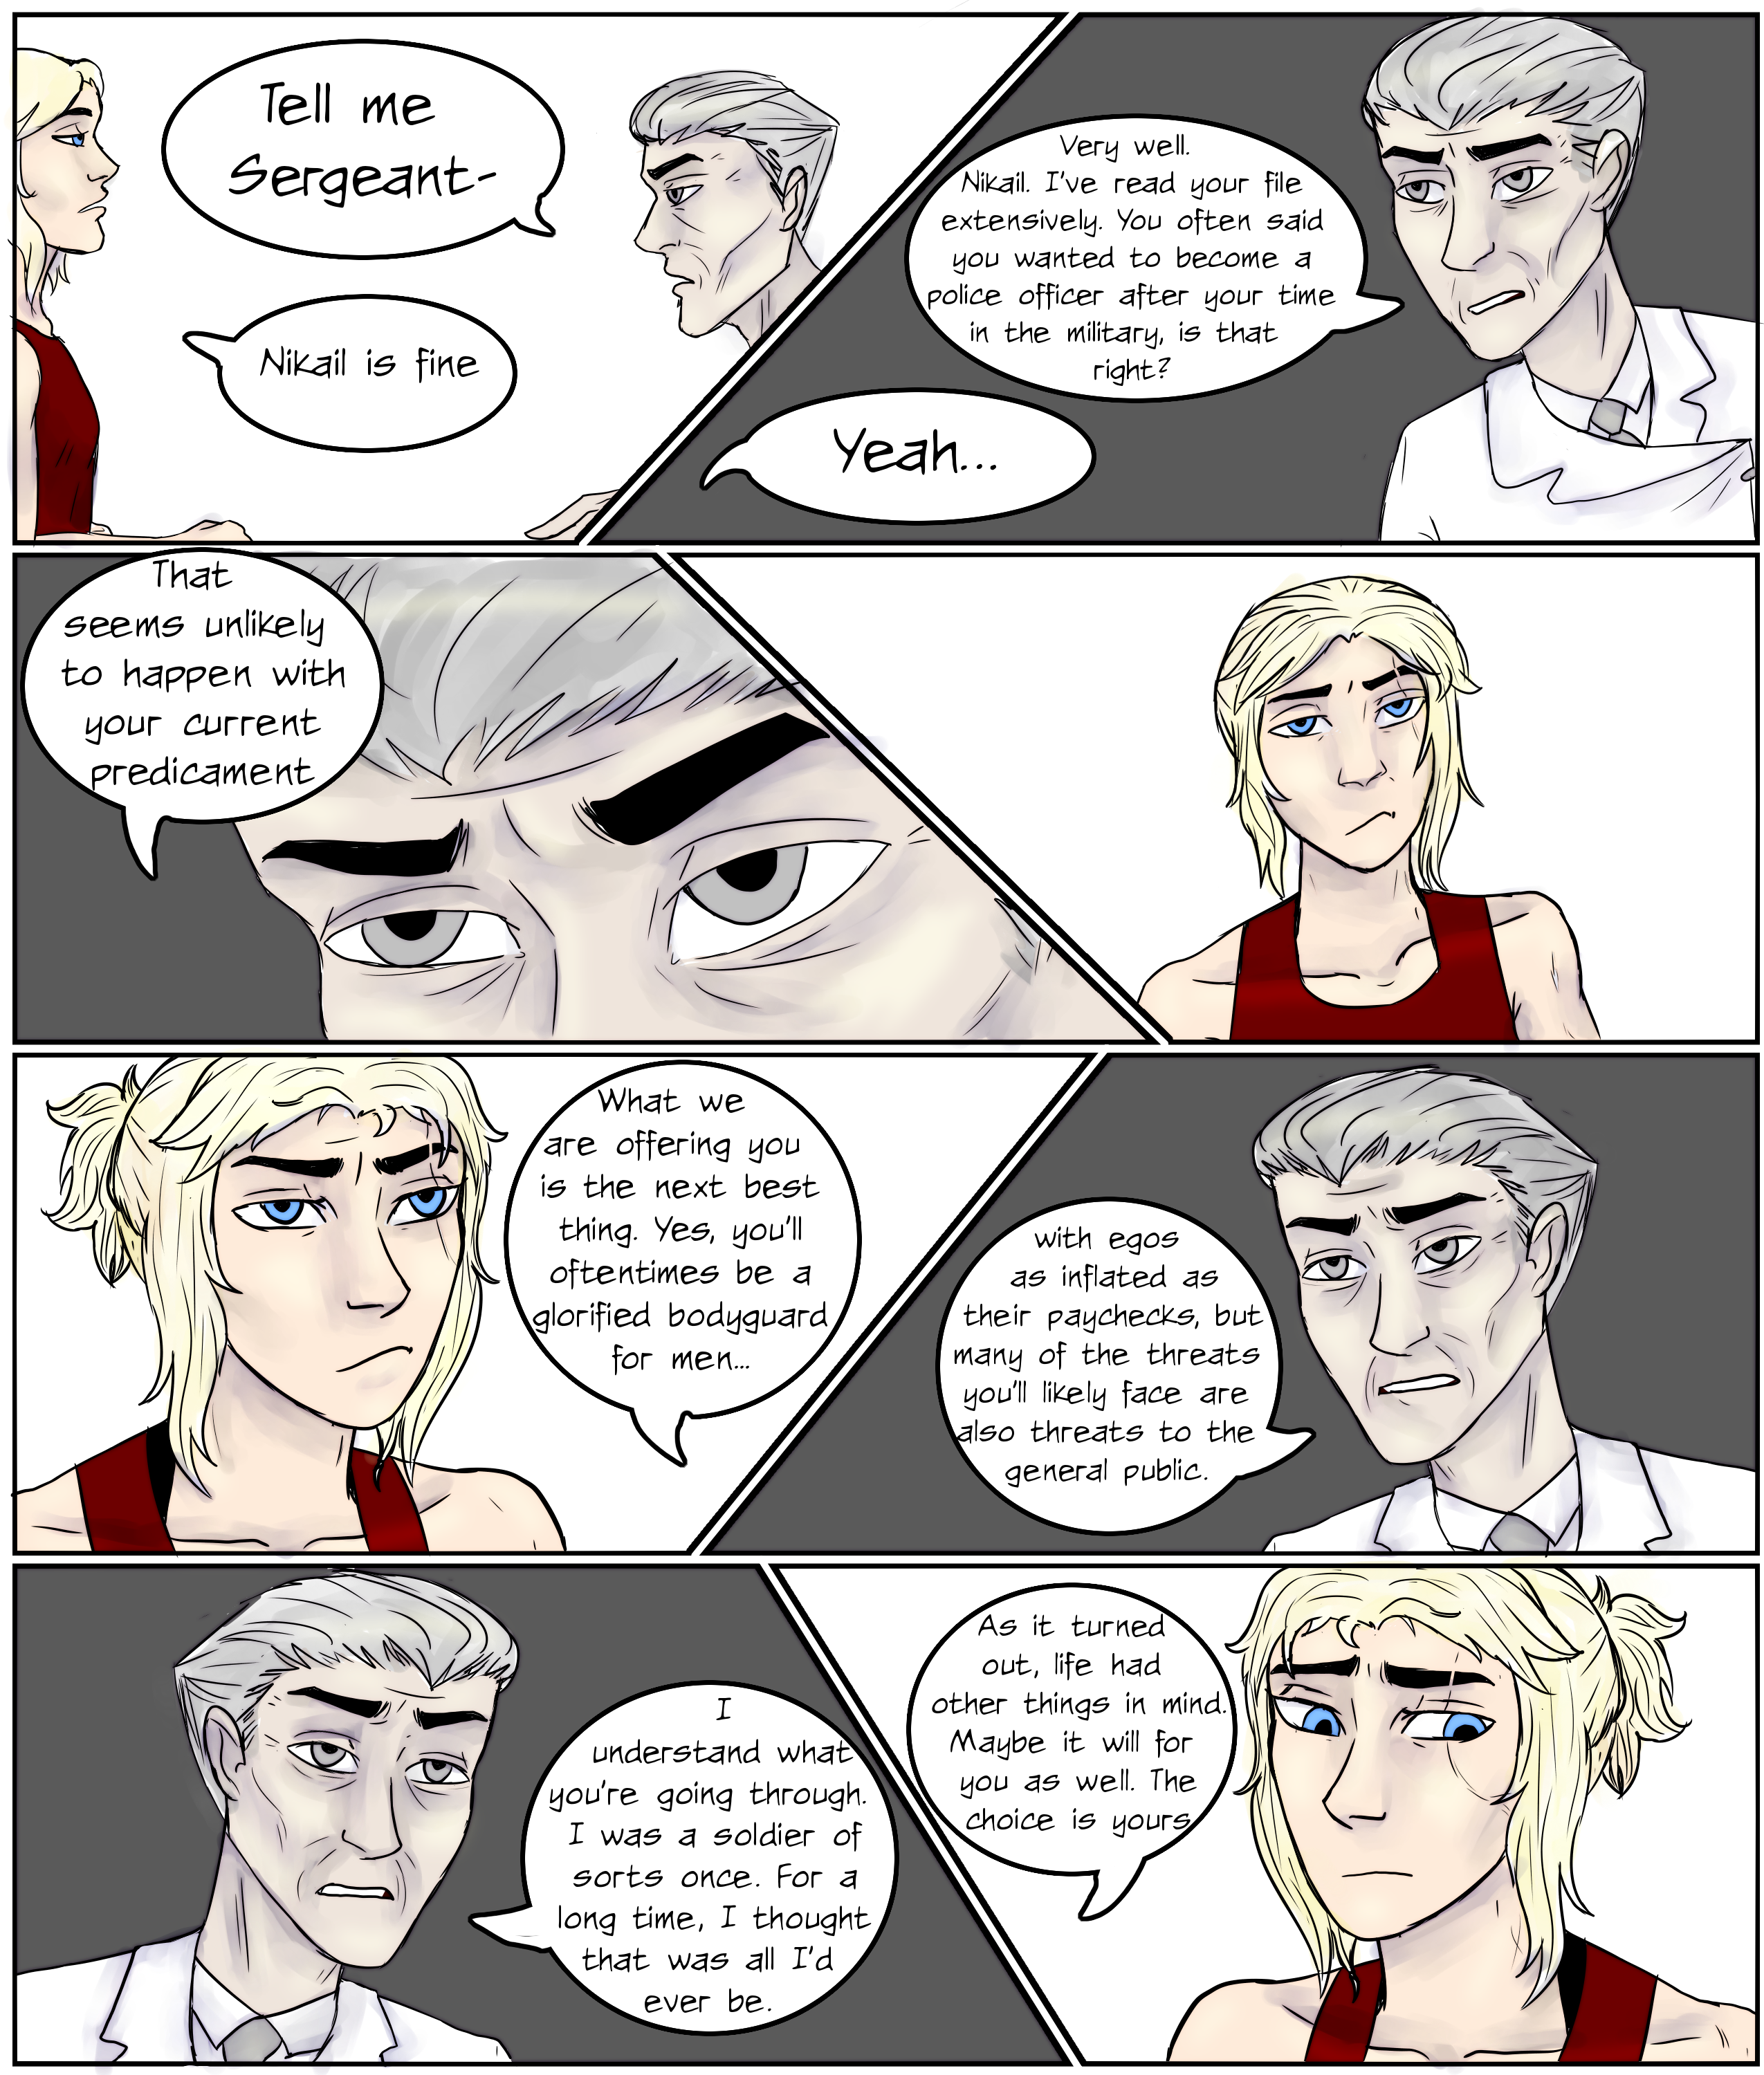 Tell me
Sergeant-
Nikail is fine
Very well.
Nikail. I've read your file
extensively. You often said
you wanted to become a
police officer after your time
in the military, is that
right?
Yeah...
That
seems unlikely
to happen with
your current
predicament
What we
are offering you
is the next best
thing. Yes, you'll
oftentimes be a
glorified bodyguard
for men...
with egos
as inflated as
their paychecks, but
many of the threats
you'll likely face are
also threats to the
general public.
I
understand what
you're going through.
I was a soldier of
sorts once. For a
long time, I thought
that was all I'd
ever be.
As it turned
out, life had
other things in mind.
Maybe it will for
you as well. The
choice is yours